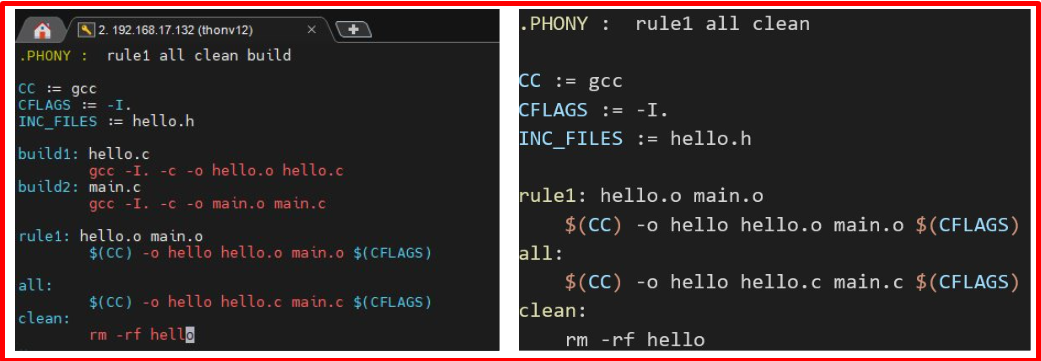 2. 192.168.17.132 (thonv12)
.PHONY :  rule1 all clean build
CC := gcc
CFLAGS := -I.
INC_FILES := hello.h
build1: hello.c
gcc -I. -c -o hello.o hello.c
build2: main.c
gcc -I. -c -o main.o main.c
rule1: hello.o main.o
$(CC) -o hello hello.o main.o $(CFLAGS)
all:
$(CC) -o hello hello.c main.c $(CFLAGS)
clean:
rm -rf hello
.PHONY :  rule1 all clean
CC := gcc
CFLAGS := -I.
INC_FILES := hello.h
rule1: hello.o main.o
$(CC) -o hello hello.o main.o $(CFLAGS)
all:
$(CC) -o hello hello.c main.c $(CFLAGS)
clean:
rm -rf hello